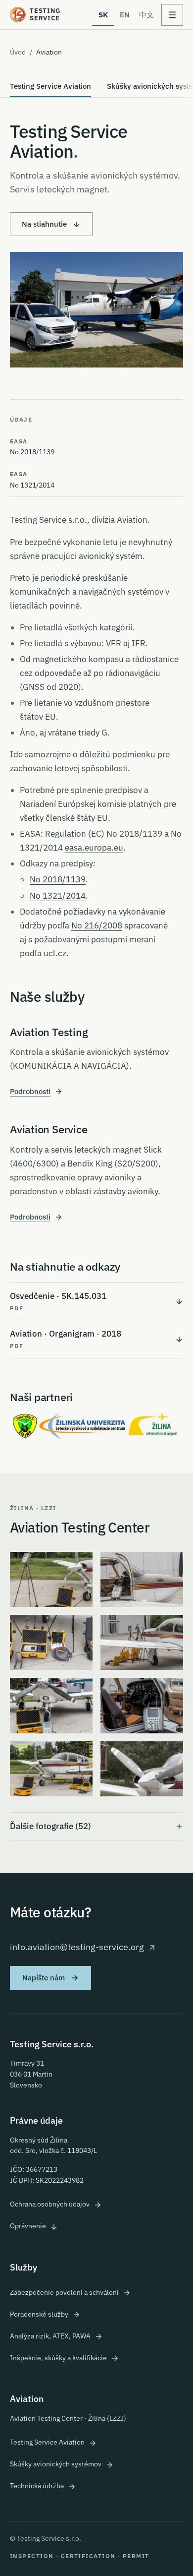 TESTING
SERVICE
SK
EN
中文
Úvod / Aviation
Testing Service Aviation
Skúšky avionických
Testing Service
Aviation.
Kontrola a skúšanie avionických systémov.
Servis leteckých magnet.
Na stiahnutie ↓
ÚDAJE
EASA
No 2018/1139
EASA
No 1321/2014
Testing Service s.r.o., divízia Aviation.
Pre bezpečné vykonanie letu je nevyhnutný
správne pracujúci avionický systém.
Preto je periodické preskúšanie
komunikačných a navigačných systémov v
lietadlách povinné.
• Pre lietadlá všetkých kategórií.
• Pre lietadlá s výbavou: VFR aj IFR.
• Od magnetického kompasu a rádiostanice
cez odpovedače až po rádionavigáciu
(GNSS od 2020).
• Pre lietanie vo vzdušnom priestore
štátov EU.
• Áno, aj vrátane triedy G.
Ide samozrejme o dôležitú podmienku pre
zachovanie letovej spôsobilosti.
• Potrebné pre splnenie predpisov a
Nariadení Európskej komisie platných pre
všetky členské štáty EU.
• EASA: Regulation (EC) No 2018/1139 a No
1321/2014 easa.europa.eu.
• Odkazy na predpisy:
No 2018/1139.
No 1321/2014.
• Dodatočné požiadavky na vykonávanie
údržby podľa No 216/2008 spracované
aj s požadovanými postupmi meraní
podľa ucl.cz.
Naše služby
Aviation Testing
Kontrola a skúšanie avionických systémov
(KOMUNIKÁCIA A NAVIGÁCIA).
Podrobnosti →
Aviation Service
Kontroly a servis leteckých magnet Slick
(4600/6300) a Bendix King (S20/S200),
sprostredkovanie opravy avioniky a
poradenstvo v oblasti zástavby avioniky.
Podrobnosti →
Na stiahnutie a odkazy
Osvedčenie · SK.145.031
PDF
↓
Aviation · Organigram · 2018
PDF
↓
Naši partneri
ŽILINSKÁ UNIVERZITA
Letecké výcvikové a vzdelávacie centrum
ŽILINA
ŽILINA · LZZI
Aviation Testing Center
Ďalšie fotografie (52) +
Máte otázku?
info.aviation@testing-service.org ↗
Napíšte nám →
Testing Service s.r.o.
Timravy 31
036 01 Martin
Slovensko
Právne údaje
Okresný súd Žilina
odd. Sro, vložka č. 118043/L
IČO: 36677213
IČ DPH: SK2022243982
Ochrana osobných údajov →
Oprávnenie ↓
Služby
Zabezpečenie povolení a schválení →
Poradenské služby →
Analýza rizík, ATEX, PAWA →
Inšpekcie, skúšky a kvalifikácie →
Aviation
Aviation Testing Center · Žilina (LZZI)
Testing Service Aviation →
Skúšky avionických systémov →
Technická údržba →
© Testing Service s.r.o.
INSPECTION · CERTIFICATION · PERMIT